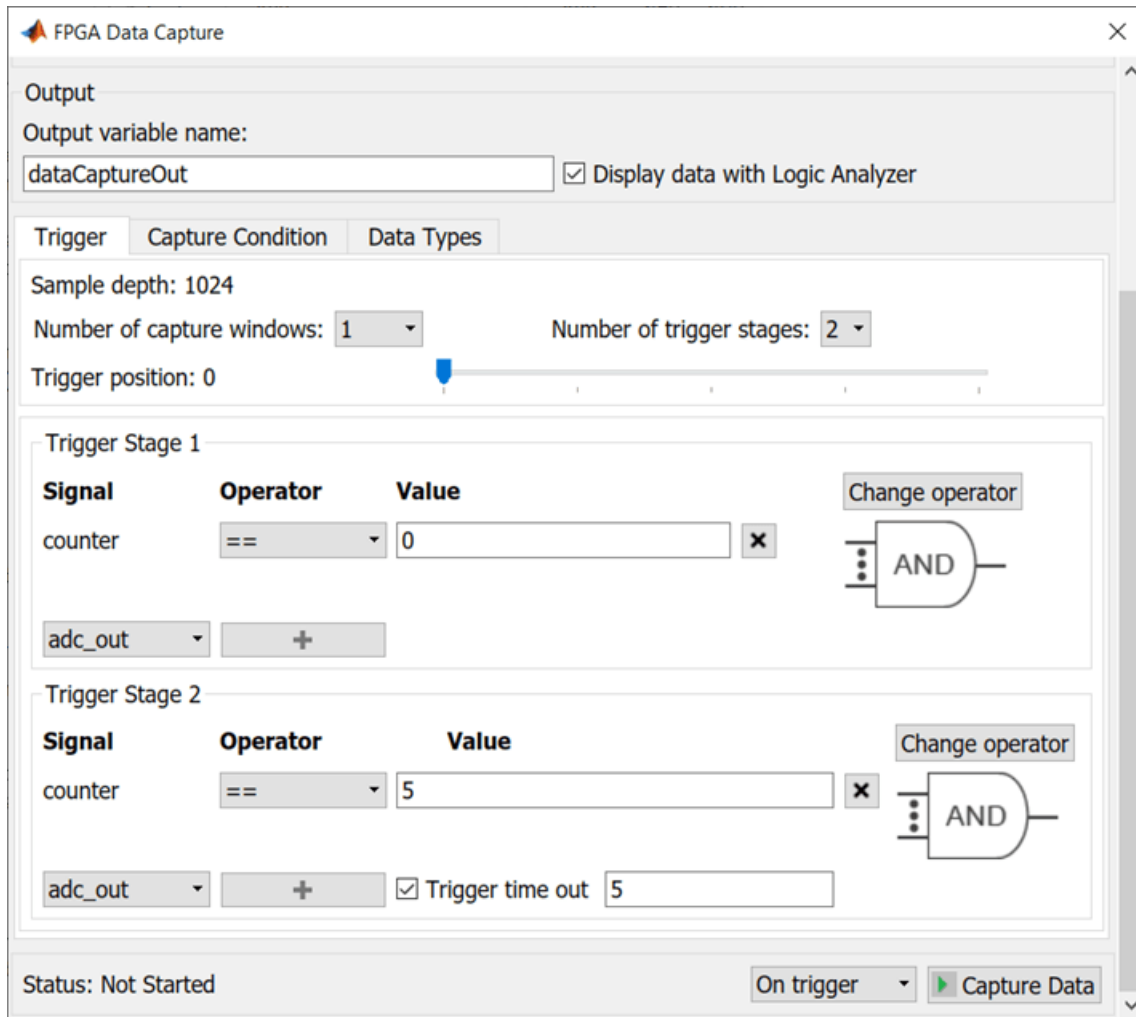 FPGA Data Capture
Output
Output variable name:
dataCaptureOut Display data with Logic Analyzer
Trigger Capture Condition Data Types
Sample depth: 1024
Number of capture windows: 1 Number of trigger stages: 2
Trigger position: 0
Trigger Stage 1
Signal Operator Value Change operator
counter == 0
AND
adc_out +
Trigger Stage 2
Signal Operator Value Change operator
counter == 5
AND
adc_out + Trigger time out 5
Status: Not Started On trigger Capture Data